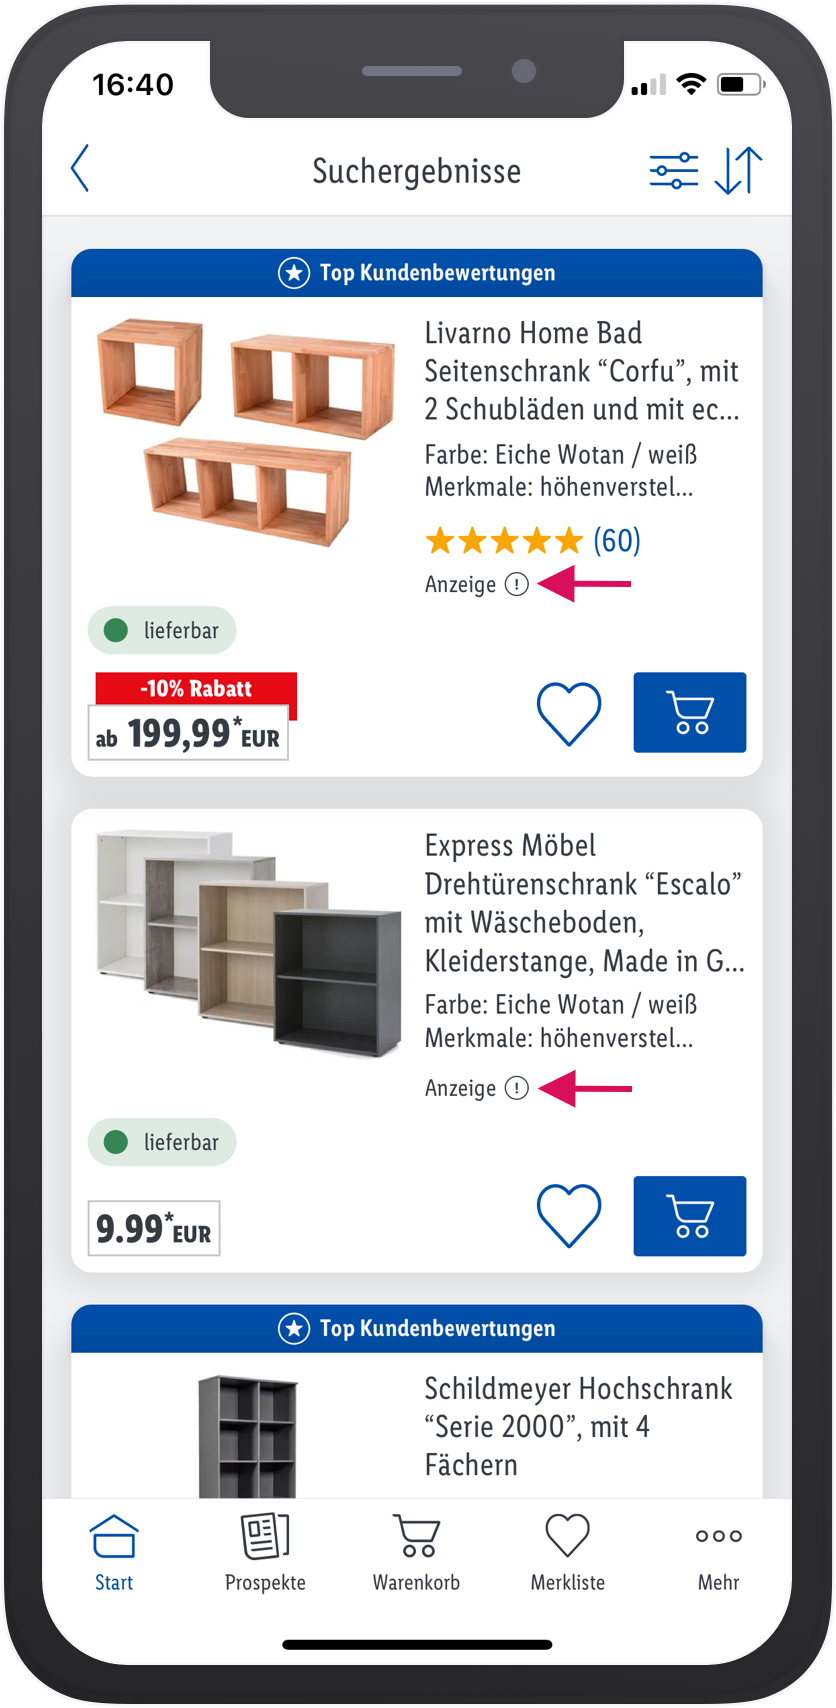 16:40
Suchergebnisse
Top Kundenbewertungen
Livarno Home Bad
Seitenschrank “Corfu”, mit
2 Schubläden und mit ec...
Farbe: Eiche Wotan / weiß
Merkmale: höhenverstel...
(60)
Anzeige
lieferbar
-10% Rabatt
ab 199,99*EUR
Express Möbel
Drehtürenschrank “Escalo”
mit Wäscheboden,
Kleiderstange, Made in G...
Farbe: Eiche Wotan / weiß
Merkmale: höhenverstel...
Anzeige
lieferbar
9.99*EUR
Top Kundenbewertungen
Schildmeyer Hochschrank
“Serie 2000”, mit 4
Fächern
Start Prospekte Warenkorb Merkliste Mehr